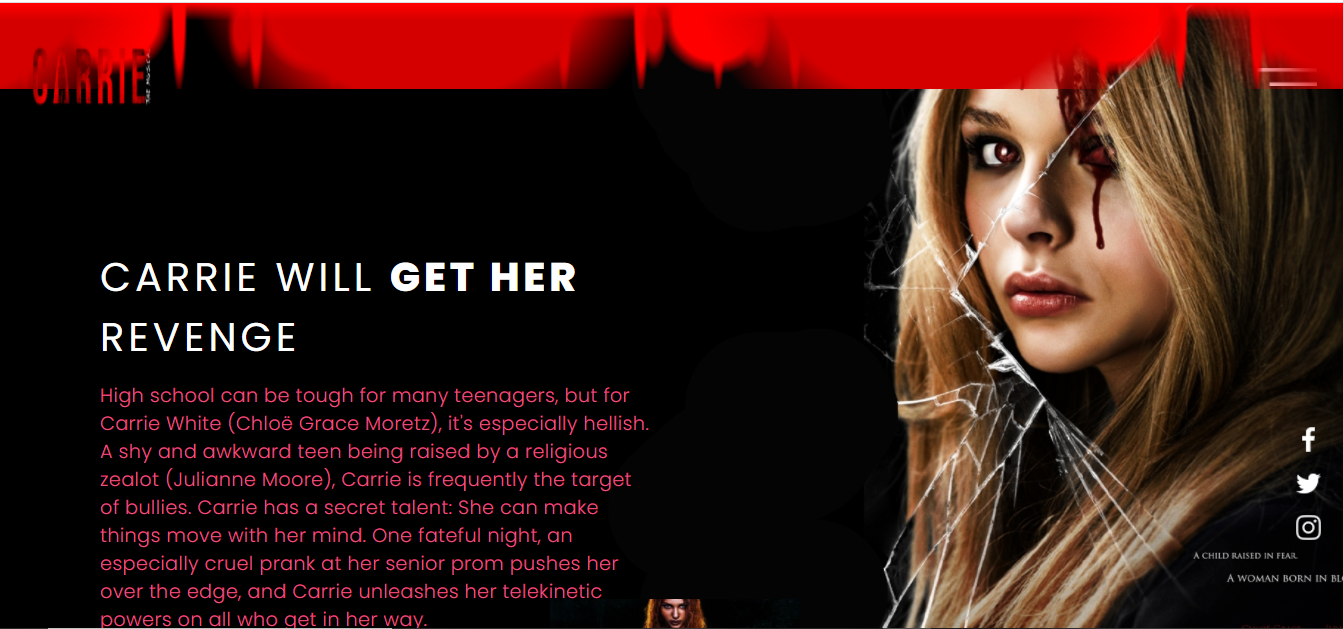 CARRIE
CARRIE WILL GET HER
REVENGE
High school can be tough for many teenagers, but for
Carrie White (Chloë Grace Moretz), it's especially hellish.
A shy and awkward teen being raised by a religious
zealot (Julianne Moore), Carrie is frequently the target
of bullies. Carrie has a secret talent: She can make
things move with her mind. One fateful night, an
especially cruel prank at her senior prom pushes her
over the edge, and Carrie unleashes her telekinetic
powers on all who get in her way.
A CHILD RAISED IN FEAR.
A WOMAN BORN IN